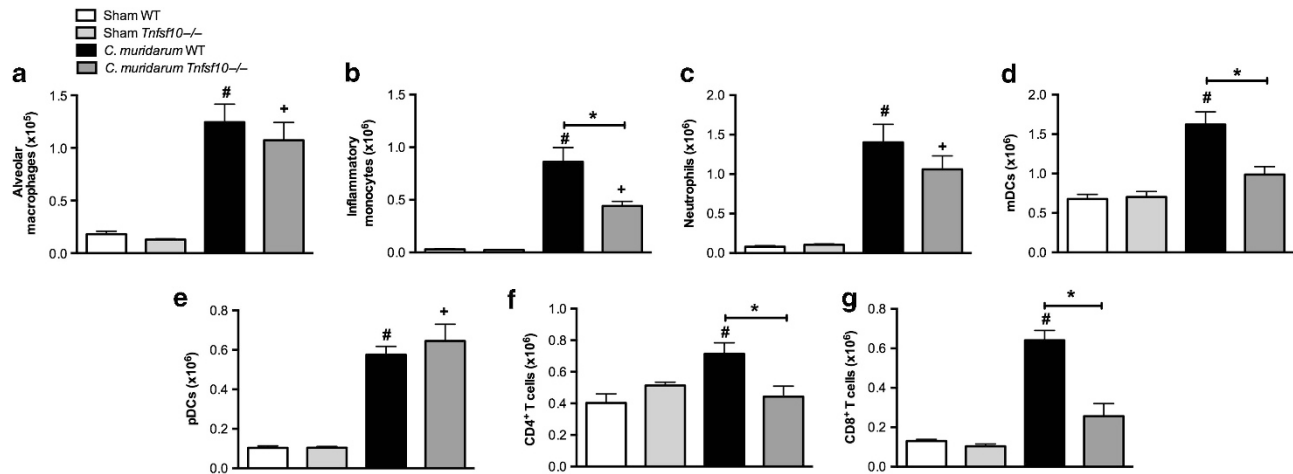 Sham WT
Sham Tnfsf10–/–
C. muridarum WT
C. muridarum Tnfsf10–/–
a
Alveolar
macrophages (x10⁶)
1.5
1.0
0.5
0.0
#
+
b
Inflammatory
monocytes (x10⁶)
1.5
1.0
0.5
0.0
#
*
+
c
Neutrophils (x10⁶)
2.0
1.5
1.0
0.5
0.0
#
+
d
mDCs (x10⁶)
2.0
1.5
1.0
0.5
0.0
#
*
e
pDCs (x10⁶)
0.8
0.6
0.4
0.2
0.0
#
+
f
CD4⁺ T cells (x10⁶)
1.0
0.8
0.6
0.4
0.2
0.0
#
*
g
CD8⁺ T cells (x10⁶)
0.8
0.6
0.4
0.2
0.0
#
*